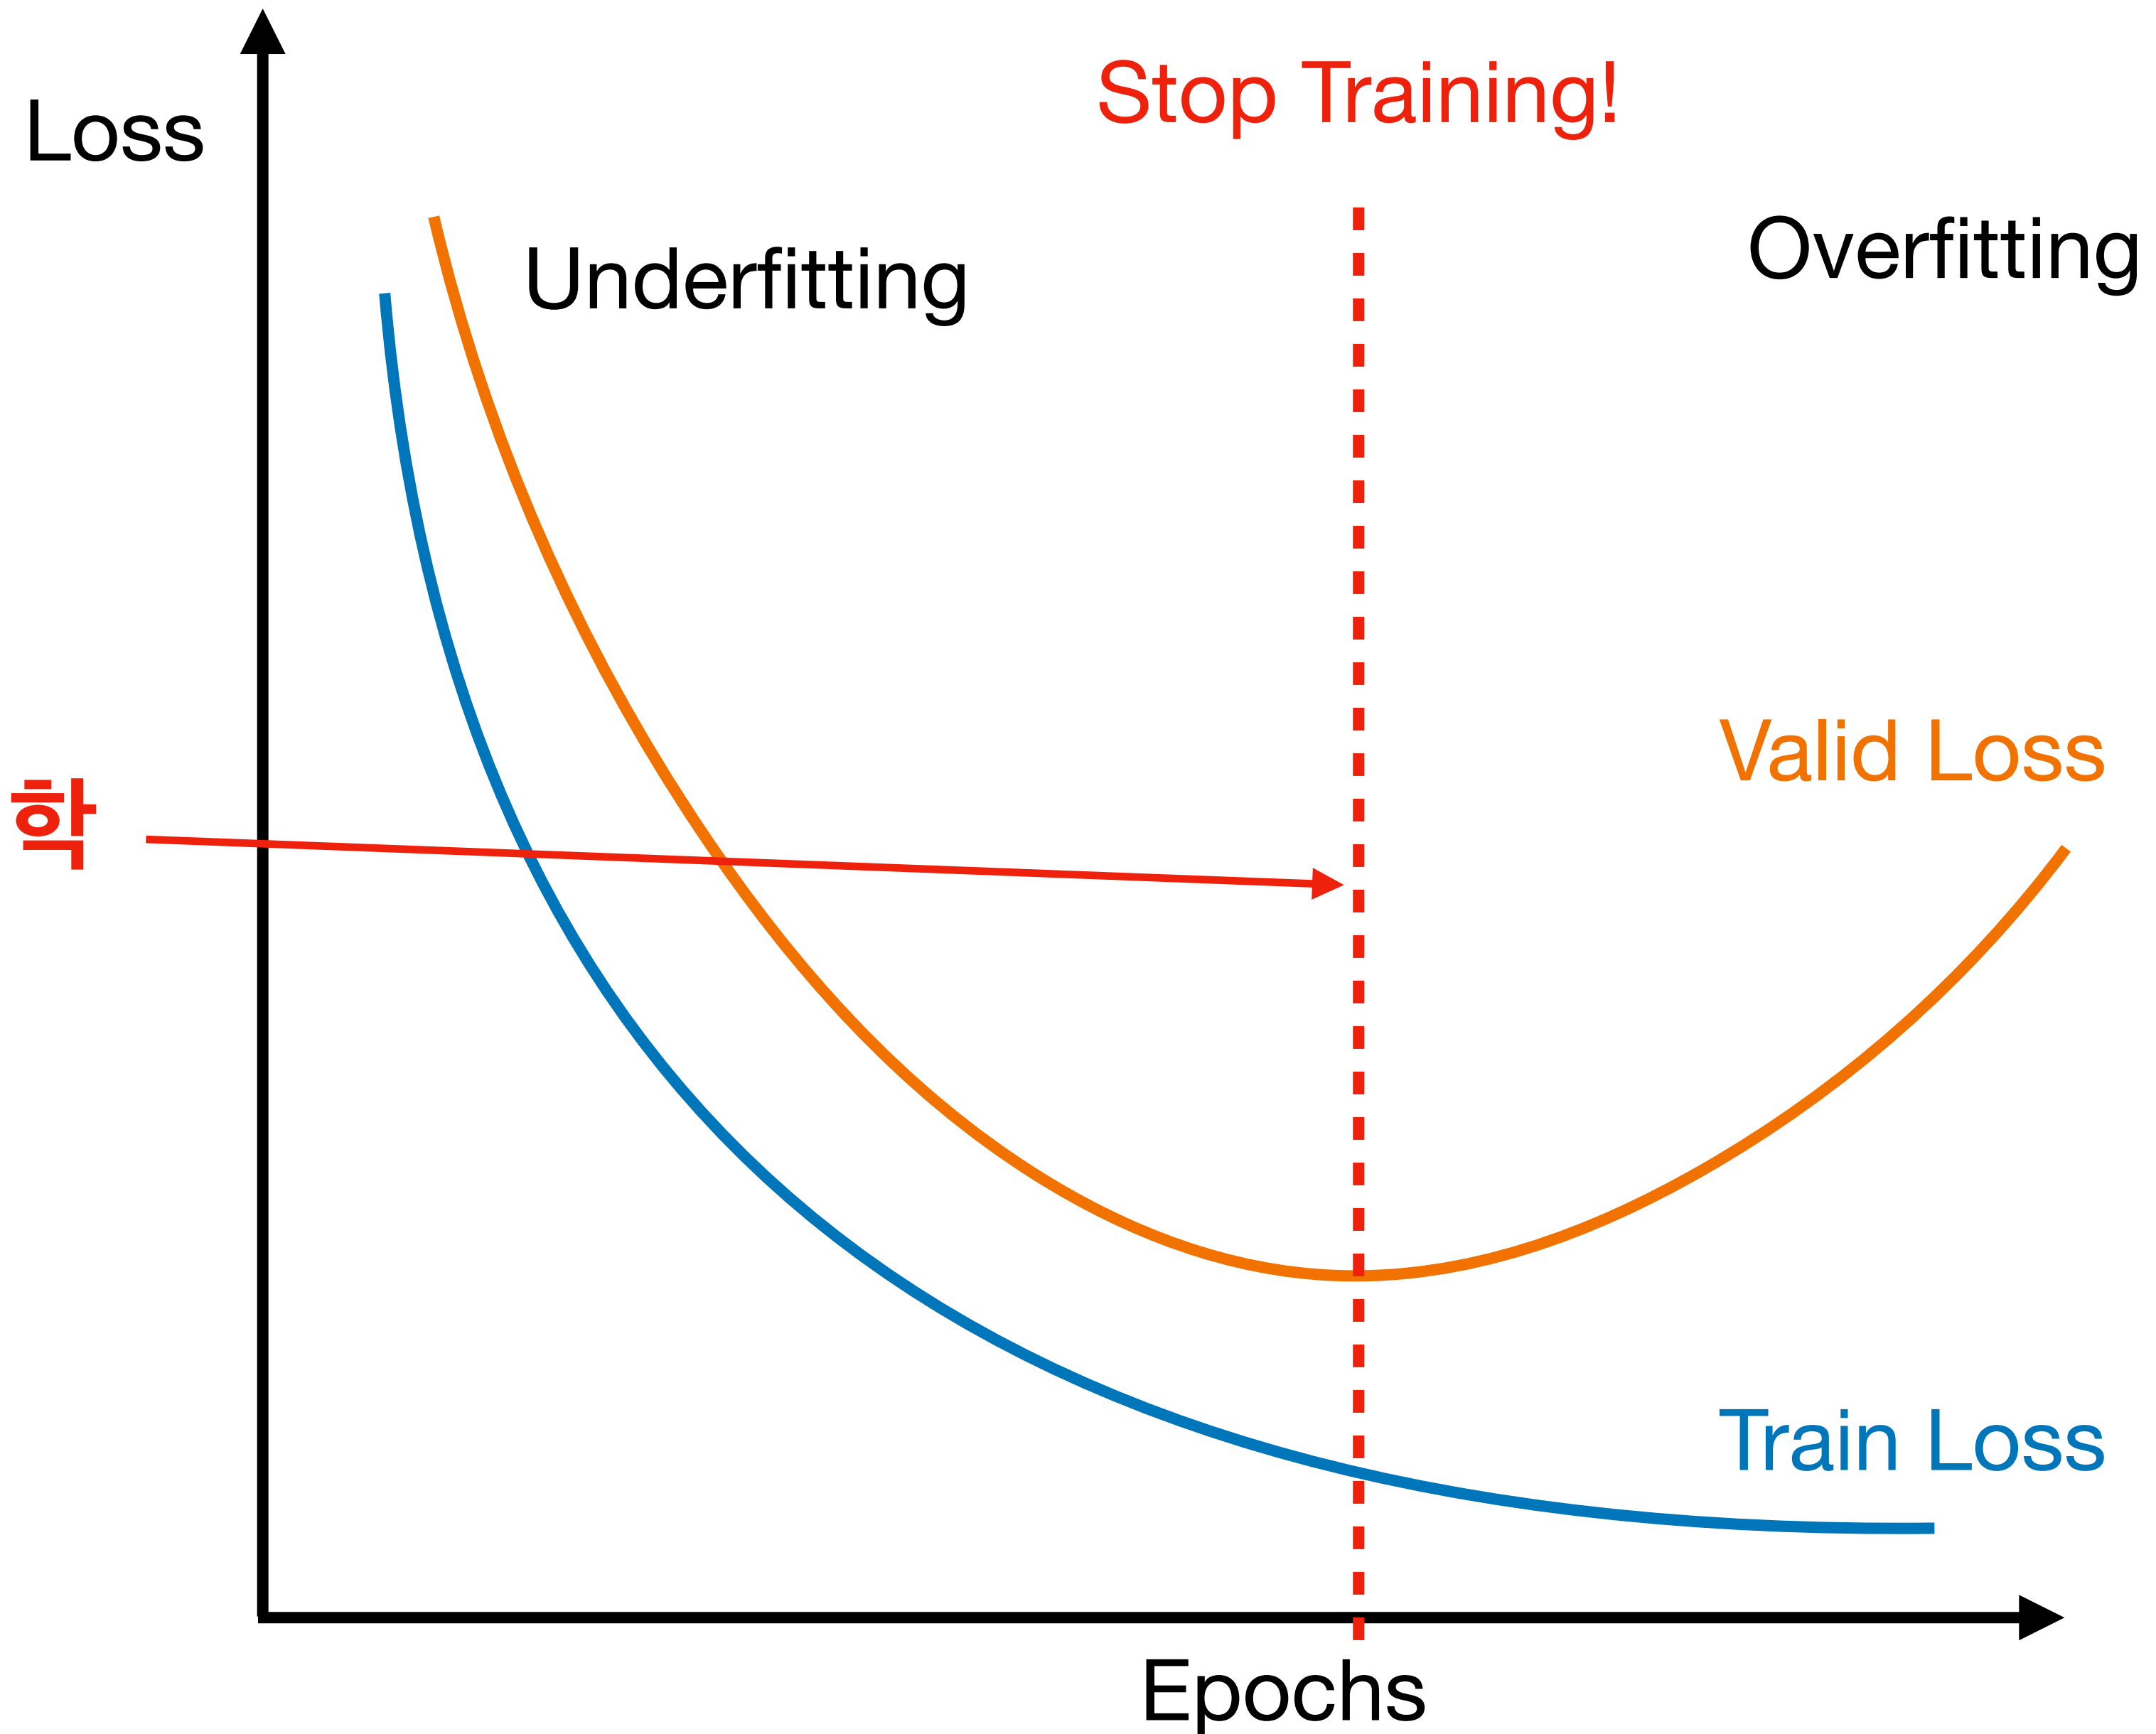 Stop Training!
Loss
Underfitting
Overfitting
Valid Loss
학
Train Loss
Epochs